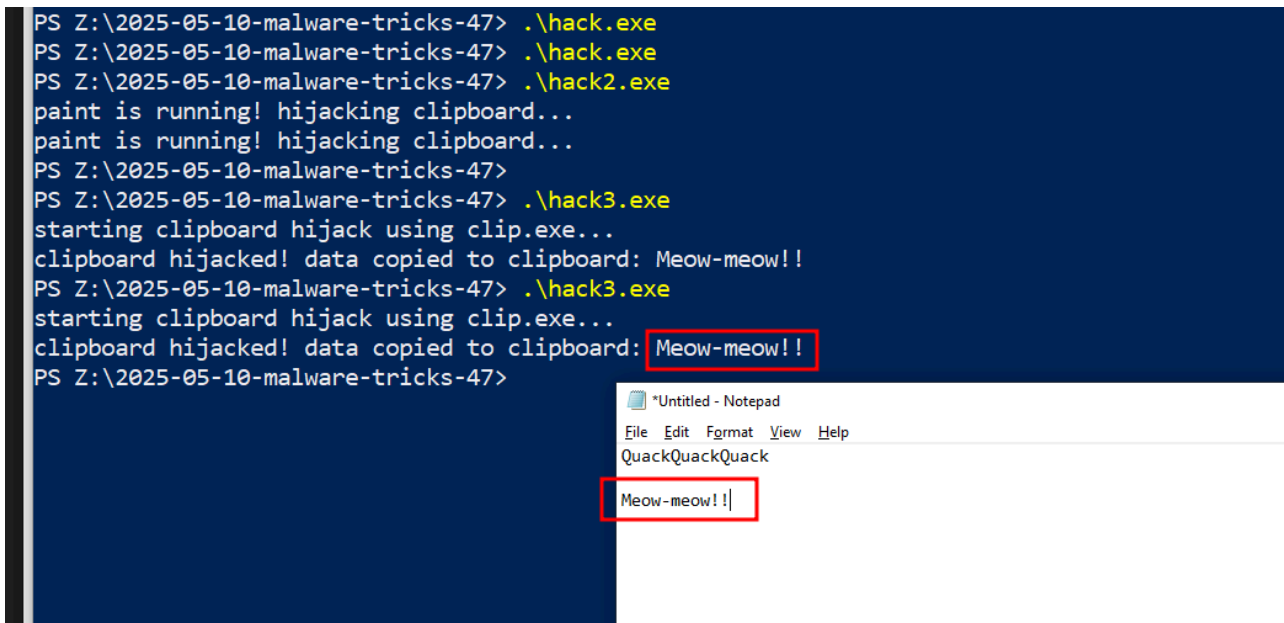 PS Z:\2025-05-10-malware-tricks-47> .\hack.exe
PS Z:\2025-05-10-malware-tricks-47> .\hack.exe
PS Z:\2025-05-10-malware-tricks-47> .\hack2.exe
paint is running! hijacking clipboard...
paint is running! hijacking clipboard...
PS Z:\2025-05-10-malware-tricks-47>
PS Z:\2025-05-10-malware-tricks-47> .\hack3.exe
starting clipboard hijack using clip.exe...
clipboard hijacked! data copied to clipboard: Meow-meow!!
PS Z:\2025-05-10-malware-tricks-47> .\hack3.exe
starting clipboard hijack using clip.exe...
clipboard hijacked! data copied to clipboard: Meow-meow!!
PS Z:\2025-05-10-malware-tricks-47>
*Untitled - Notepad
File Edit Format View Help
QuackQuackQuack
Meow-meow!!